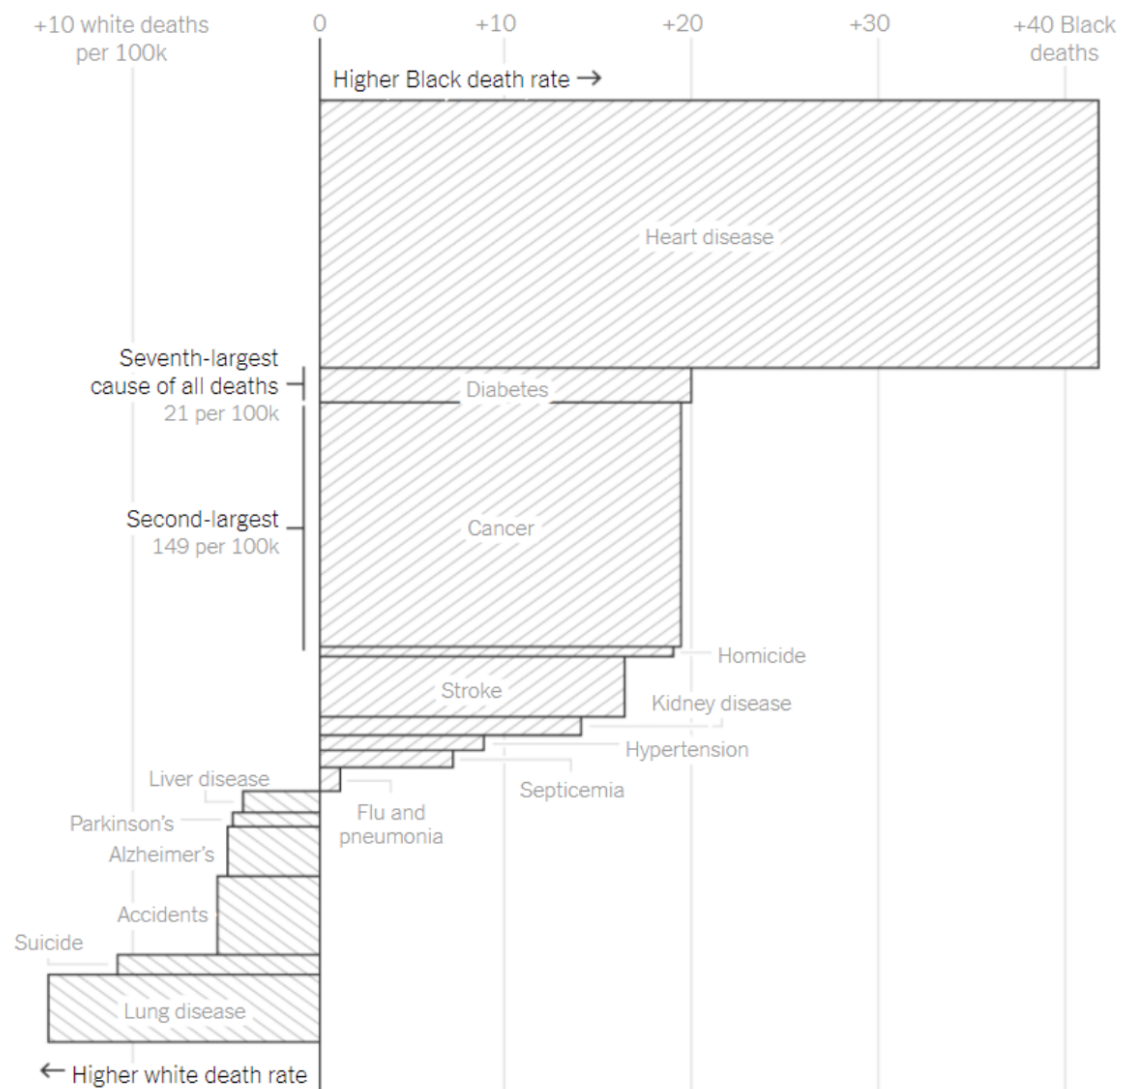 +10 white deaths
per 100k
0
+10
+20
+30
+40 Black
deaths
Higher Black death rate →
Heart disease
Seventh-largest
cause of all deaths
21 per 100k
Diabetes
Second-largest
149 per 100k
Cancer
Homicide
Stroke
Kidney disease
Hypertension
Septicemia
Flu and
pneumonia
Liver disease
Parkinson's
Alzheimer's
Accidents
Suicide
Lung disease
← Higher white death rate